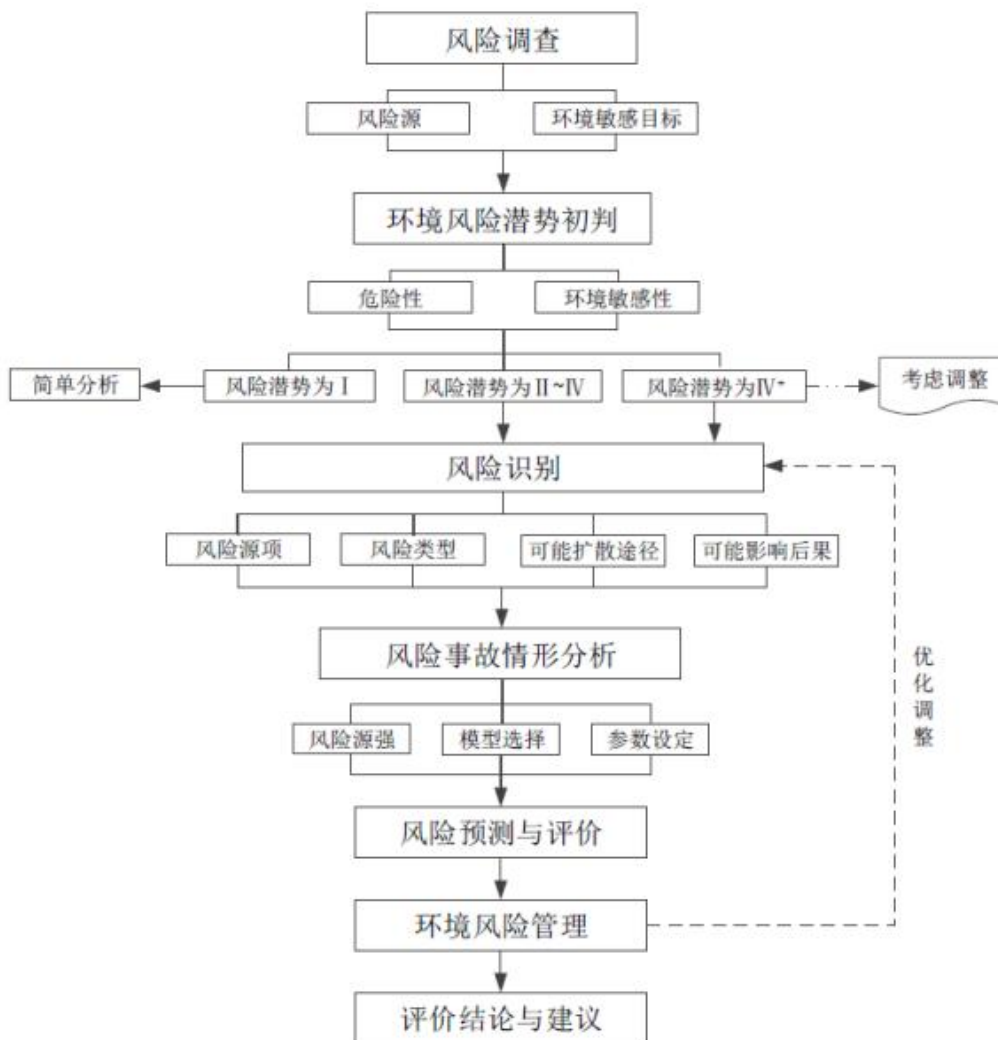 风险调查
风险源
环境敏感目标
环境风险潜势初判
危险性
环境敏感性
简单分析
风险潜势为Ⅰ
风险潜势为Ⅱ~Ⅳ
风险潜势为Ⅳ+
考虑调整
风险识别
风险源项
风险类型
可能扩散途径
可能影响后果
风险事故情形分析
优化调整
风险源强
模型选择
参数设定
风险预测与评价
环境风险管理
评价结论与建议